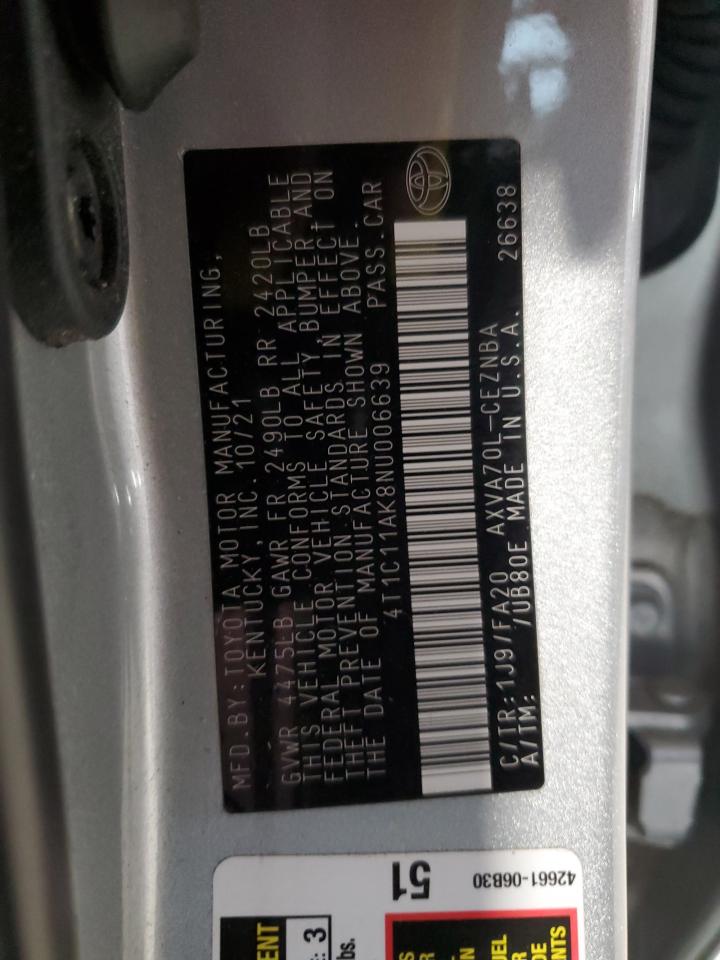 MFD. BY: TOYOTA MOTOR MANUFACTURING,
KENTUCKY, INC. 10/21
GVWR 4475LB GAWR FR 2490LB RR 2420LB
THIS VEHICLE CONFORMS TO ALL APPLICABLE
FEDERAL MOTOR VEHICLE SAFETY, BUMPER, AND
THEFT PREVENTION STANDARDS IN EFFECT ON
THE DATE OF MANUFACTURE SHOWN ABOVE.
4T1C11AK8NU006639 PASS. CAR
C/TR: 1J9/FA20 AXVA70L-CEZNBA
A/TM: /UB80E MADE IN U.S.A. 26638
42661-06B30
51
3
lbs.